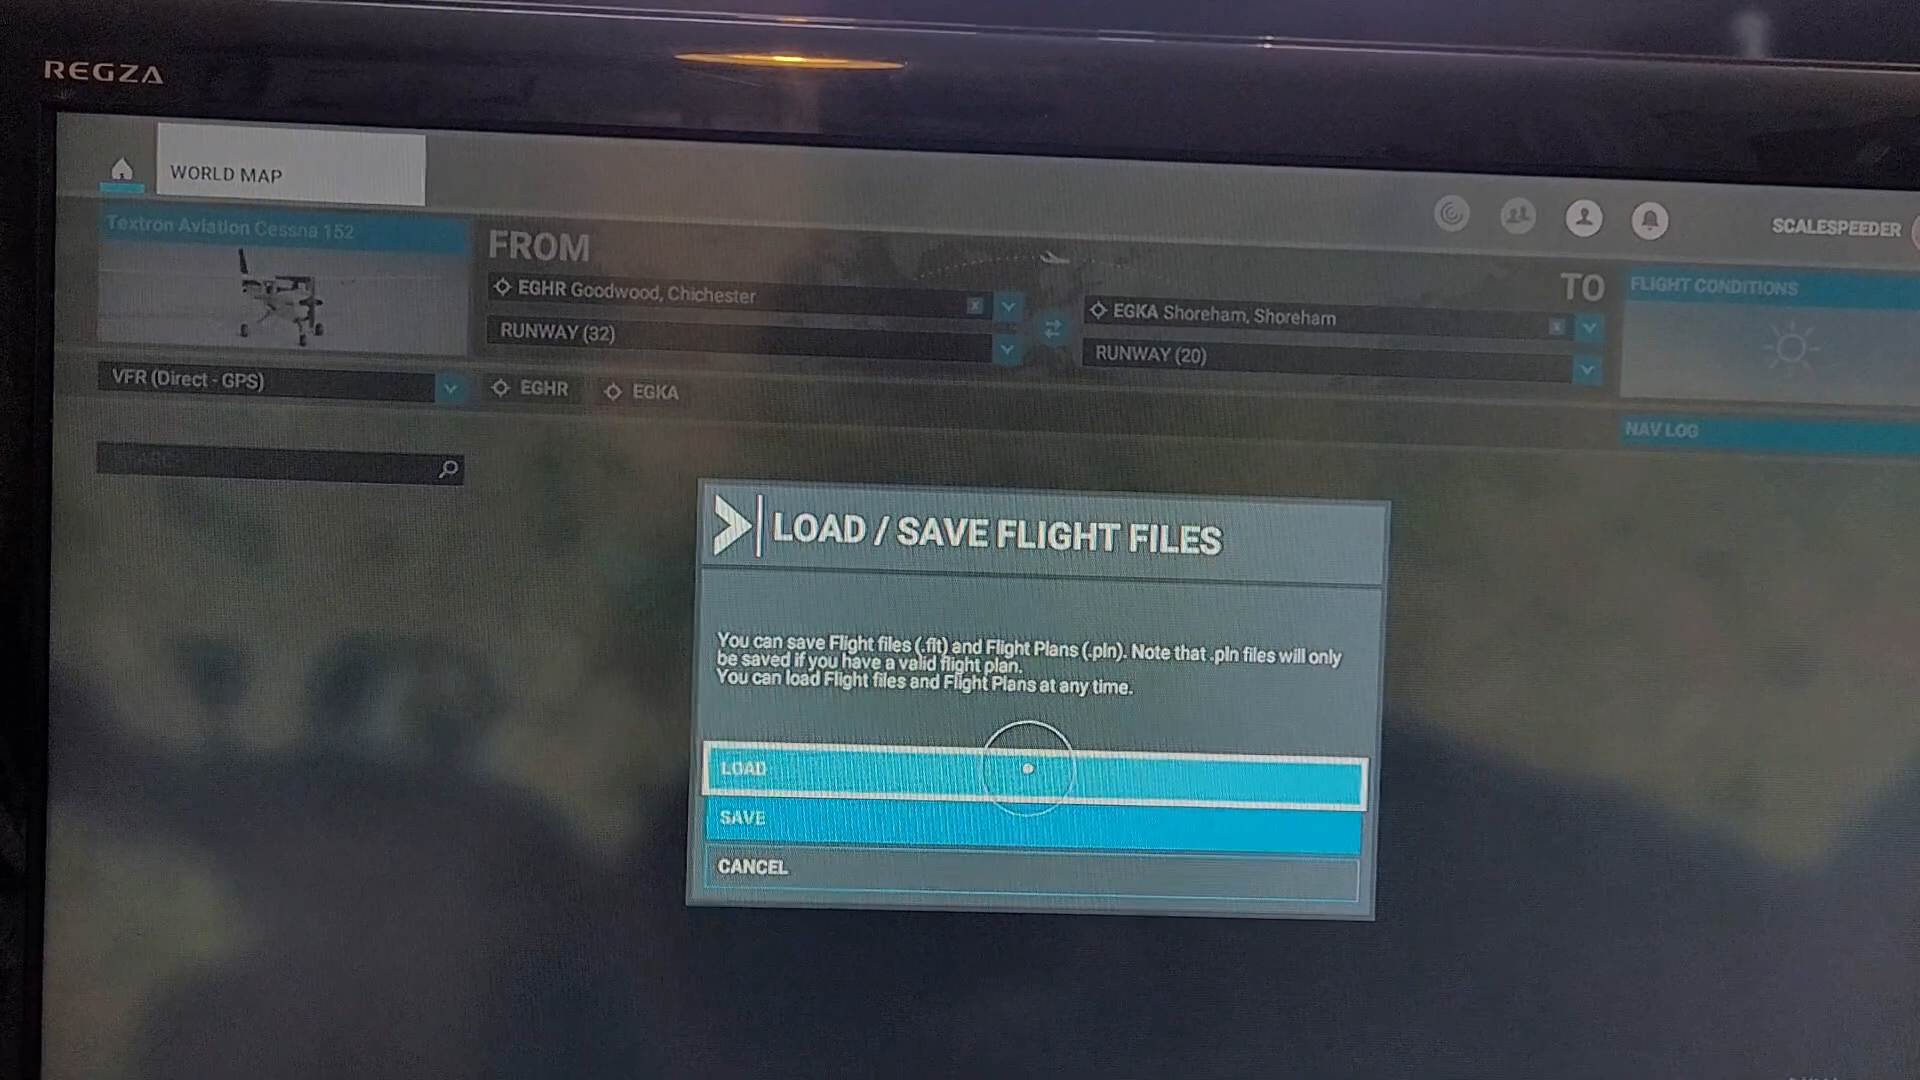 REGZA
WORLD MAP
SCALESPEEDER
Textron Aviation Cessna 152
FROM
TO
FLIGHT CONDITIONS
EGHR Goodwood, Chichester
EGKA Shoreham, Shoreham
RUNWAY (32)
RUNWAY (20)
VFR (Direct - GPS)
EGHR
EGKA
NAV LOG
LOAD / SAVE FLIGHT FILES
You can save Flight files (.flt) and Flight Plans (.pln). Note that .pln files will only
be saved if you have a valid flight plan.
You can load Flight files and Flight Plans at any time.
LOAD
SAVE
CANCEL